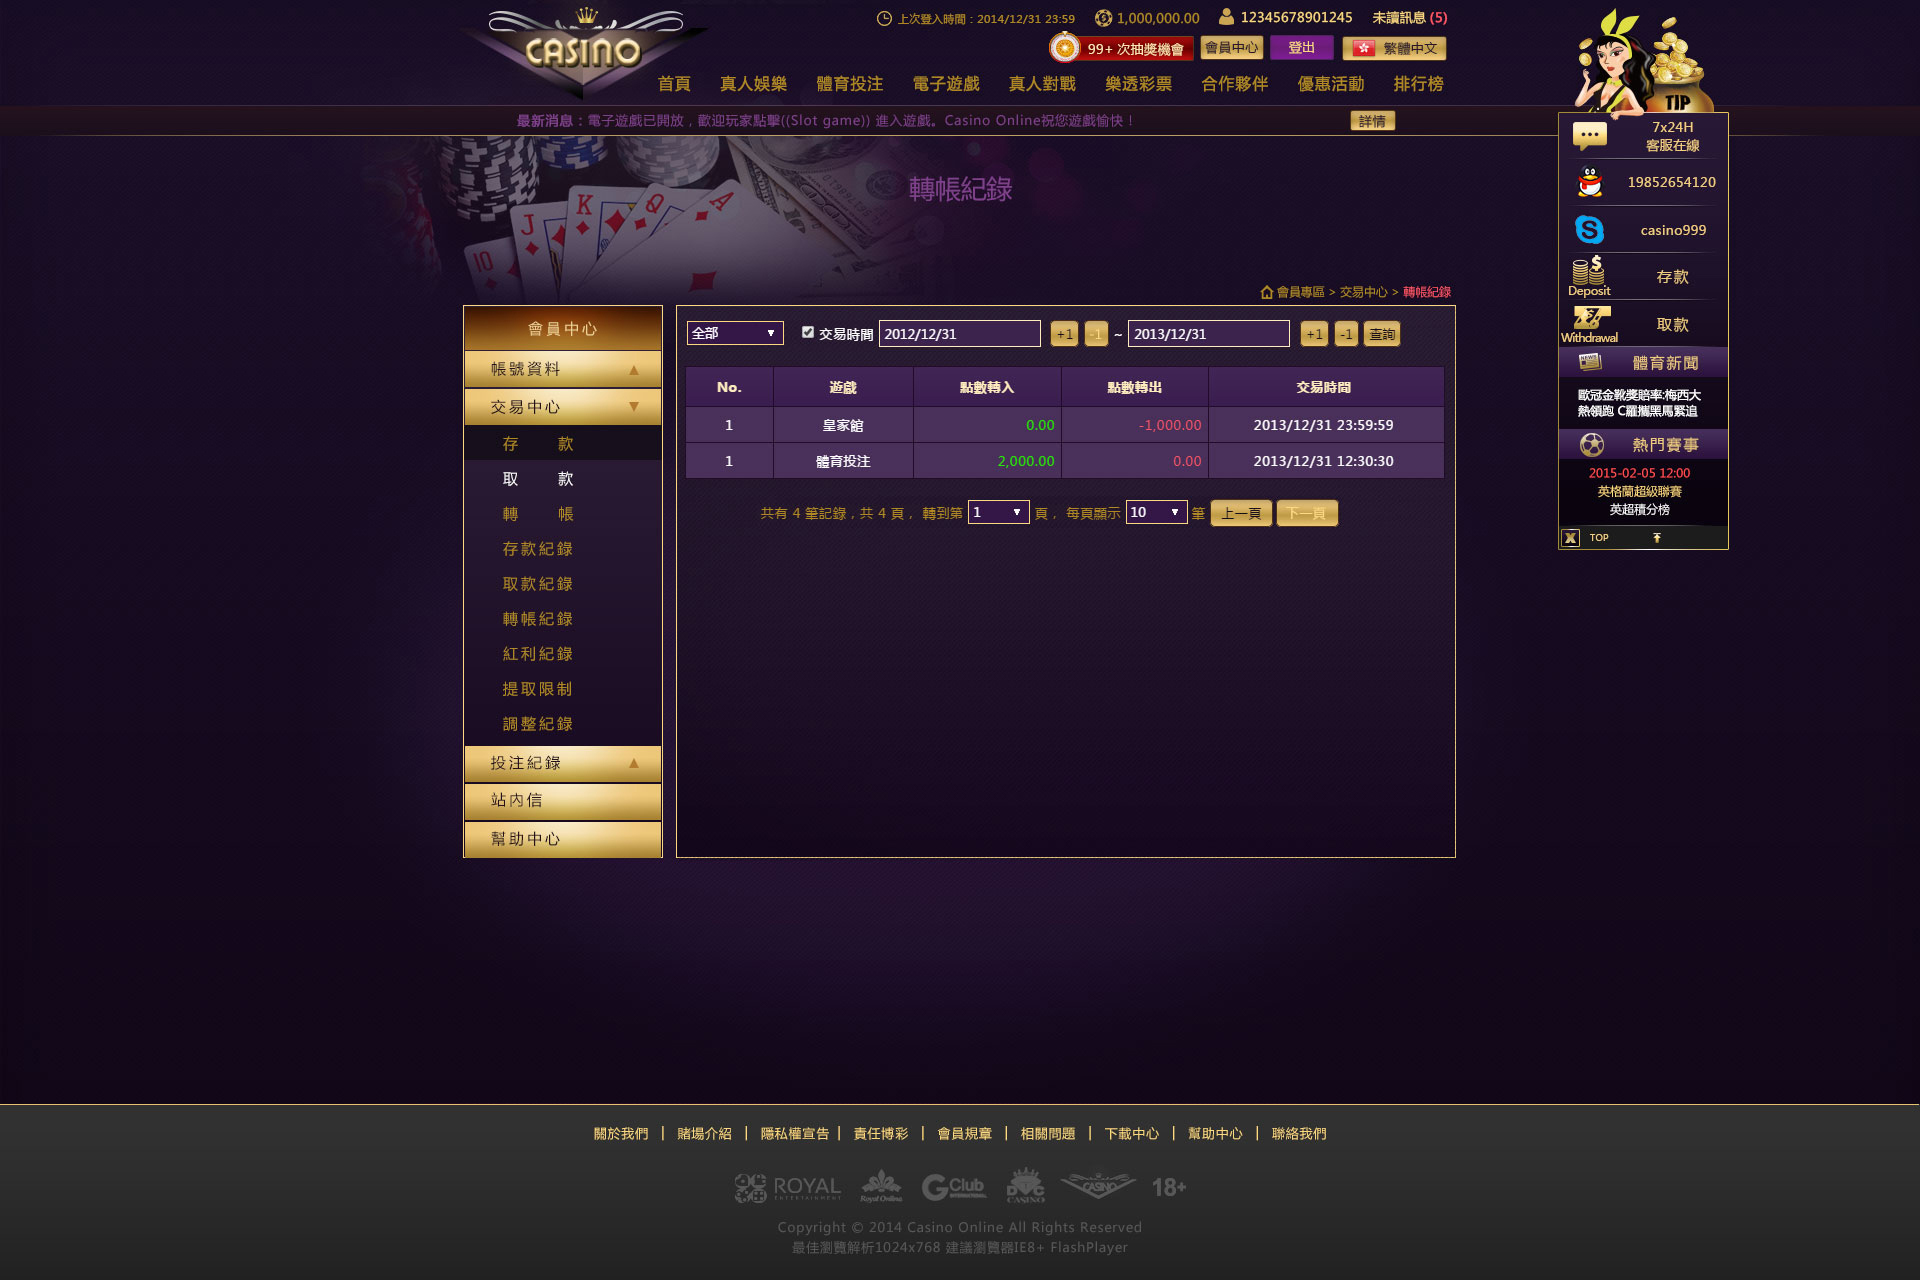 CASINO
上次登入時間：2014/12/31 23:59
1,000,000.00
12345678901245
未讀訊息 (5)
99+ 次抽獎機會
會員中心
登出
繁體中文
首頁
真人娛樂
體育投注
電子遊戲
真人對戰
樂透彩票
合作夥伴
優惠活動
排行榜
最新消息：電子遊戲已開放，歡迎玩家點擊((Slot game)) 進入遊戲。Casino Online祝您遊戲愉快！
詳情
轉帳紀錄
10 J K Q A
會員專區 > 交易中心 > 轉帳紀錄
會員中心
帳號資料 ▲
交易中心 ▼
存 款
取 款
轉 帳
存款紀錄
取款紀錄
轉帳紀錄
紅利紀錄
提取限制
調整紀錄
投注紀錄 ▲
站內信
幫助中心
全部 ▼
交易時間 2012/12/31 +1 -1 ~ 2013/12/31 +1 -1 查詢
No. 遊戲 點數轉入 點數轉出 交易時間
1 皇家館 0.00 -1,000.00 2013/12/31 23:59:59
1 體育投注 2,000.00 0.00 2013/12/31 12:30:30
共有 4 筆記錄，共 4 頁， 轉到第 1 ▼ 頁， 每頁顯示 10 ▼ 筆 上一頁 下一頁
TIP
7x24H
客服在線
19852654120
casino999
Deposit
存款
Withdrawal
取款
NEWS
體育新聞
歐冠金靴獎賠率:梅西大
熱領跑 C羅攜黑馬緊追
熱門賽事
2015-02-05 12:00
英格蘭超級聯賽
英超積分榜
X TOP
關於我們 | 賭場介紹 | 隱私權宣告 | 責任博彩 | 會員規章 | 相關問題 | 下載中心 | 幫助中心 | 聯絡我們
ROYAL
ENTERTAINMENT
Royal Online
GClub
INTERNATIONAL
CASINO
CASINO
18+
Copyright © 2014 Casino Online All Rights Reserved
最佳瀏覽解析1024x768 建議瀏覽器IE8+ FlashPlayer